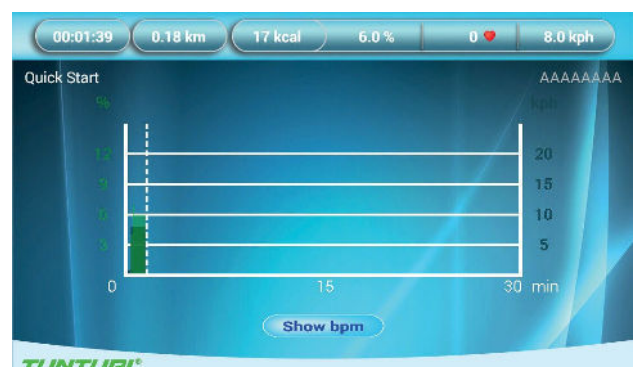 00:01:39 0.18 km 17 kcal 6.0 % 0 8.0 kph
Quick Start AAAAAAAA
% kph
12 20
9 15
6 10
3 5
0 15 30 min
Show bpm
TUNTURI®